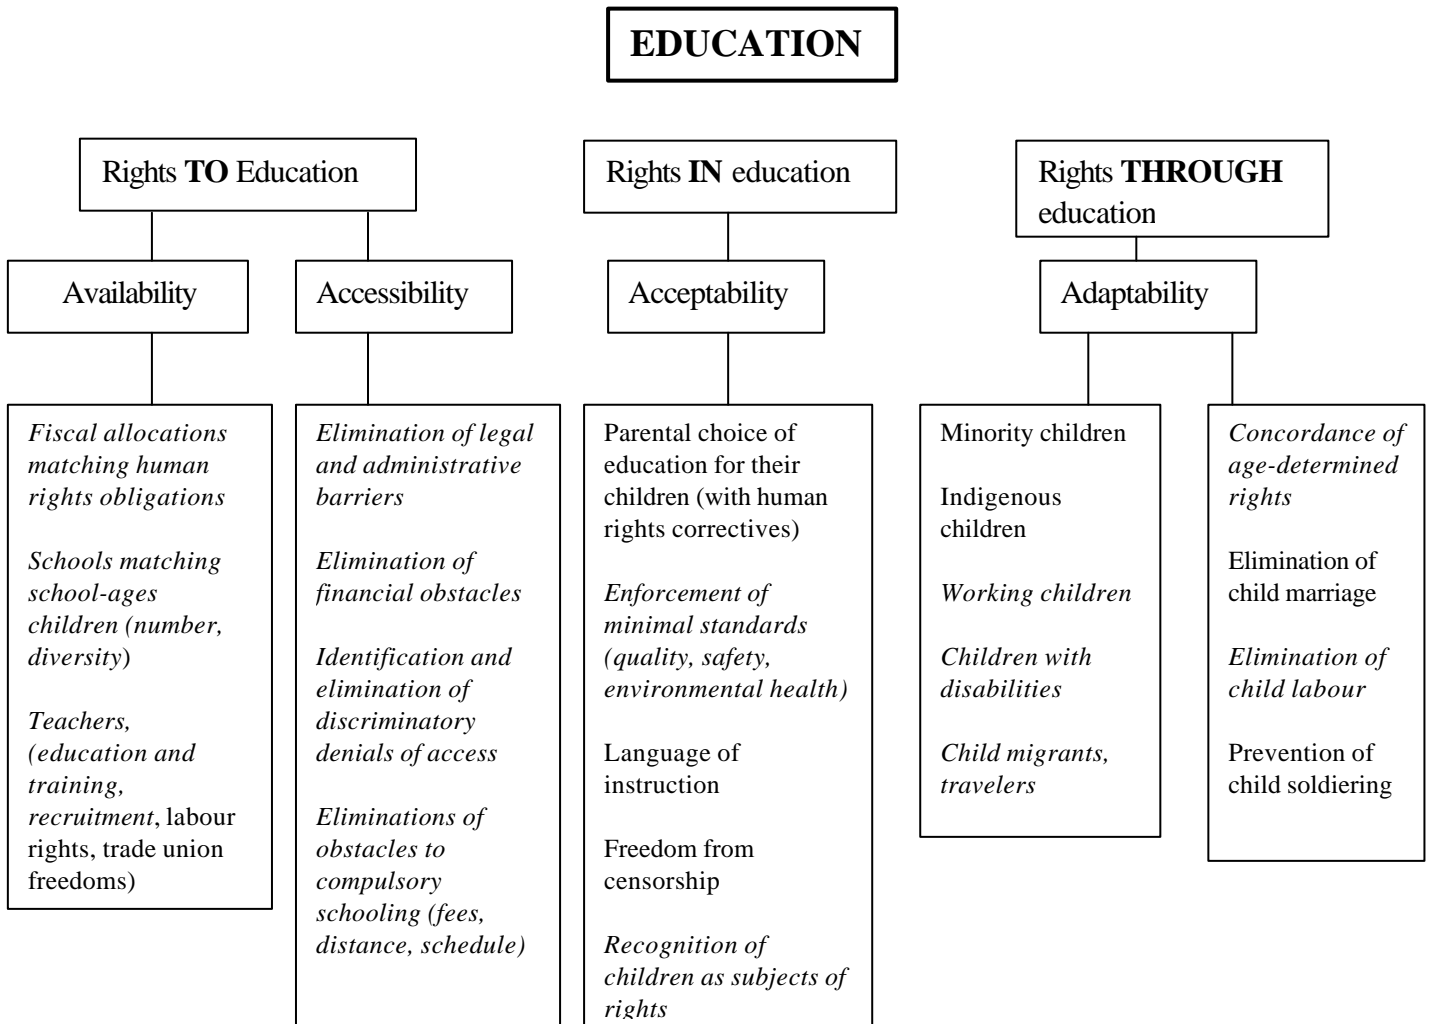 EDUCATION
Rights TO Education
Rights IN education
Rights THROUGH
education
Availability
Accessibility
Acceptability
Adaptability
Fiscal allocations
matching human
rights obligations
Schools matching
school-ages
children (number,
diversity)
Teachers,
(education and
training,
recruitment, labour
rights, trade union
freedoms)
Elimination of legal
and administrative
barriers
Elimination of
financial obstacles
Identification and
elimination of
discriminatory
denials of access
Eliminations of
obstacles to
compulsory
schooling (fees,
distance, schedule)
Parental choice of
education for their
children (with human
rights correctives)
Enforcement of
minimal standards
(quality, safety,
environmental health)
Language of
instruction
Freedom from
censorship
Recognition of
children as subjects of
rights
Minority children
Indigenous
children
Working children
Children with
disabilities
Child migrants,
travelers
Concordance of
age-determined
rights
Elimination of
child marriage
Elimination of
child labour
Prevention of
child soldiering